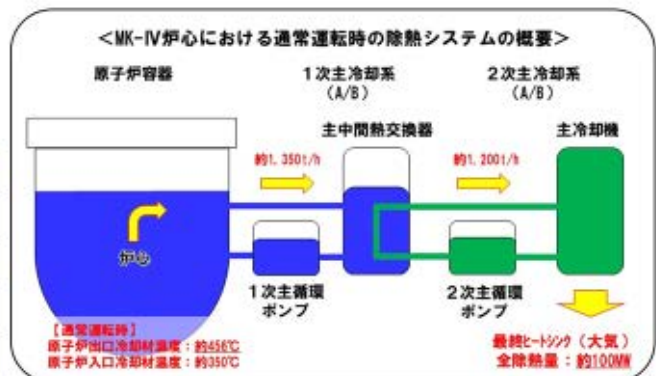 ＜MK-Ⅳ炉心における通常運転時の除熱システムの概要＞
原子炉容器
1次主冷却系
(A/B)
2次主冷却系
(A/B)
主中間熱交換器
主冷却機
約1,350t/h
約1,200t/h
炉心
1次主循環
ポンプ
2次主循環
ポンプ
【通常運転時】
原子炉出口冷却材温度：約456℃
原子炉入口冷却材温度：約350℃
最終ヒートシンク（大気）
全除熱量：約100MW